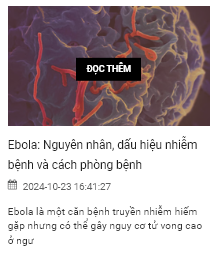 ĐỌC THÊM
Ebola: Nguyên nhân, dấu hiệu nhiễm
bệnh và cách phòng bệnh
2024-10-23 16:41:27
Ebola là một căn bệnh truyền nhiễm hiếm
gặp nhưng có thể gây nguy cơ tử vong cao
ở ngư